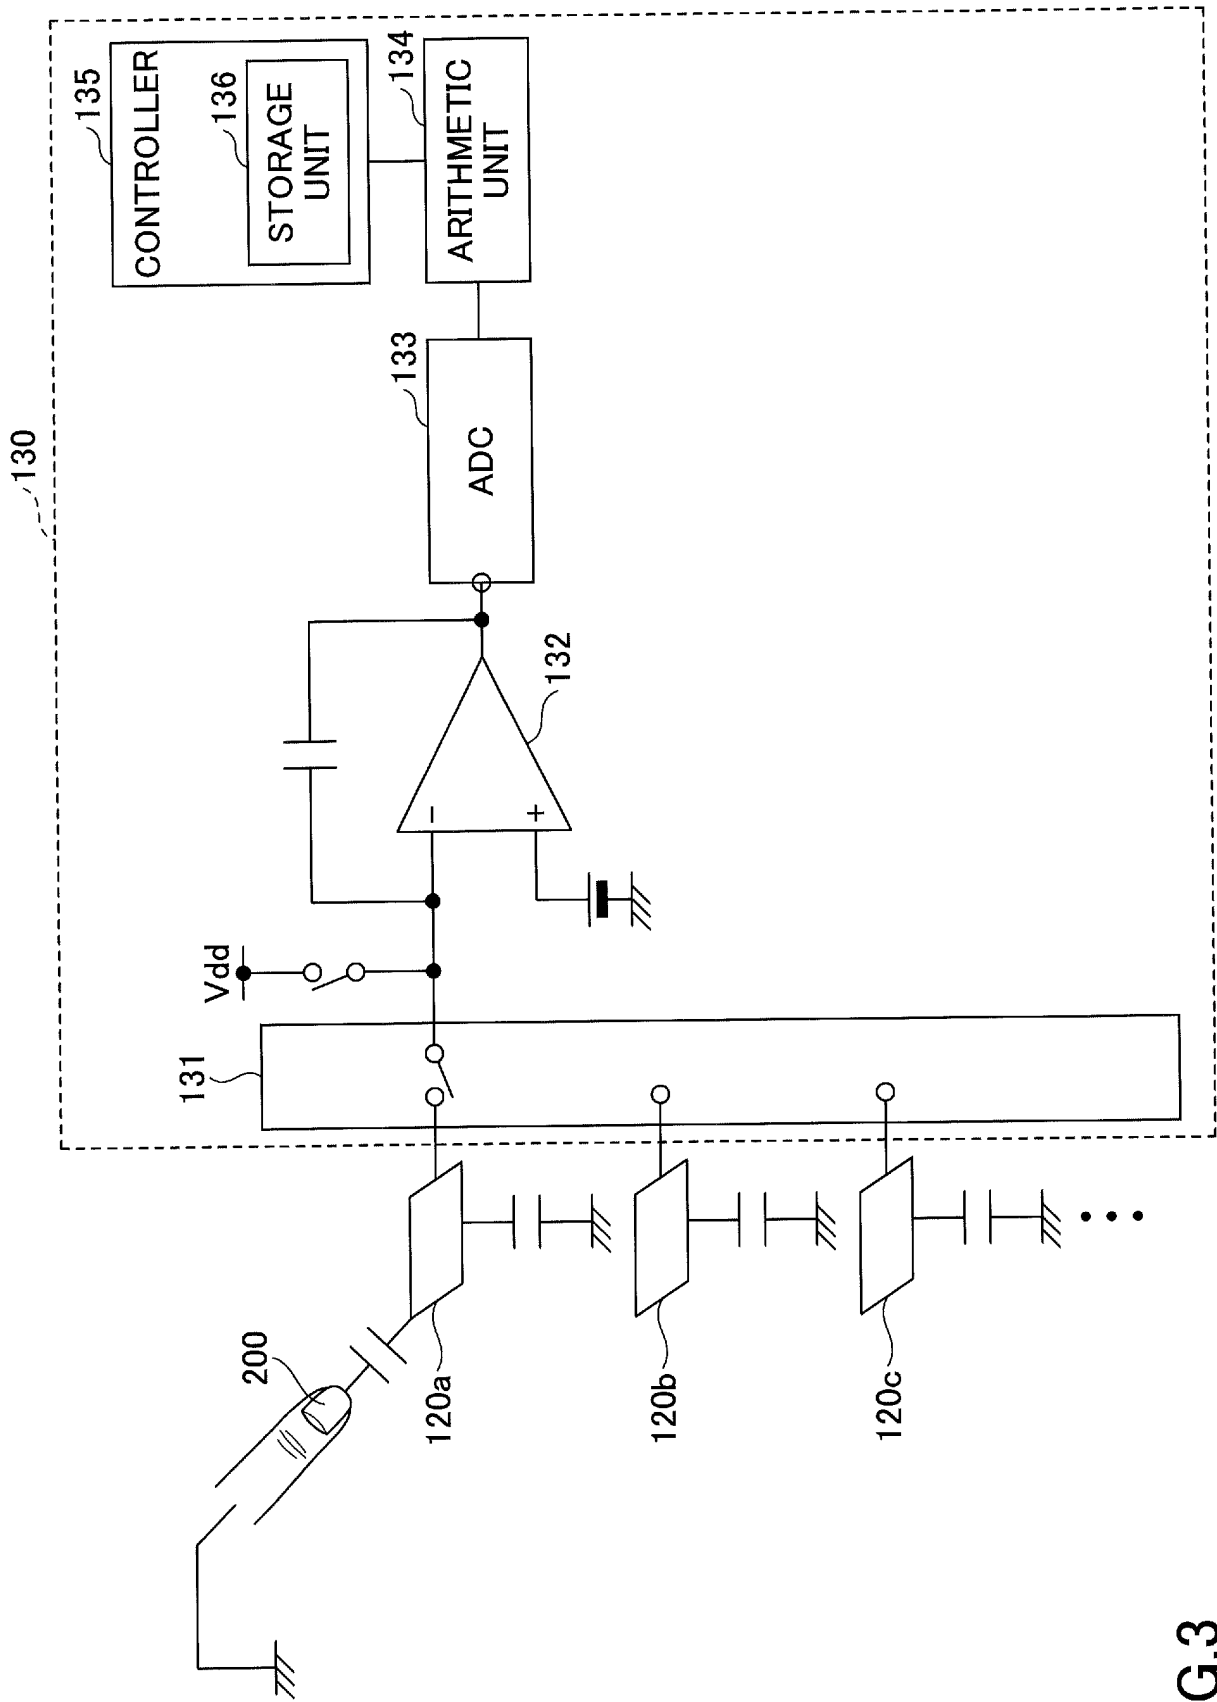 130
135
CONTROLLER
136
STORAGE
UNIT
134
ARITHMETIC
UNIT
133
ADC
132
−
+
Vdd
131
200
120a
120b
120c
G.3